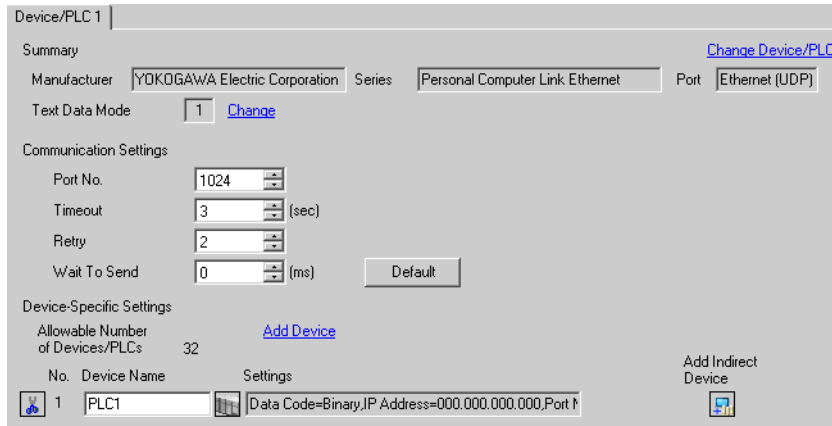 Device/PLC 1
Summary
Change Device/PLC
Manufacturer YOKOGAWA Electric Corporation Series Personal Computer Link Ethernet Port Ethernet (UDP)
Text Data Mode 1 Change
Communication Settings
Port No. 1024
Timeout 3 (sec)
Retry 2
Wait To Send 0 (ms) Default
Device-Specific Settings
Allowable Number
of Devices/PLCs 32
Add Device
No. Device Name Settings
Add Indirect
Device
1 PLC1 Data Code=Binary,IP Address=000.000.000.000,Port